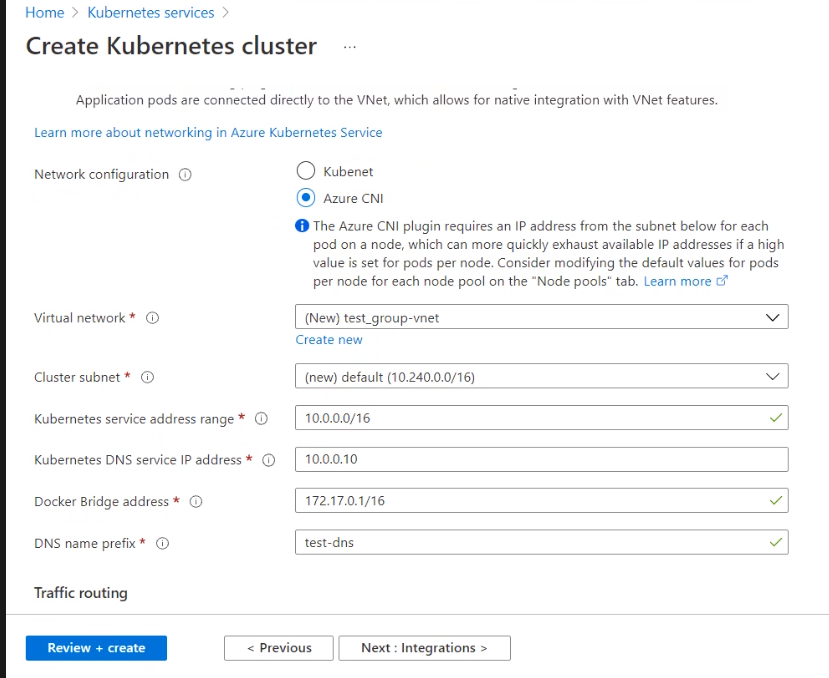 Home > Kubernetes services >
Create Kubernetes cluster ...
Application pods are connected directly to the VNet, which allows for native integration with VNet features.
Learn more about networking in Azure Kubernetes Service
Network configuration
Kubenet
Azure CNI
The Azure CNI plugin requires an IP address from the subnet below for each
pod on a node, which can more quickly exhaust available IP addresses if a high
value is set for pods per node. Consider modifying the default values for pods
per node for each node pool on the "Node pools" tab. Learn more
Virtual network *
(New) test_group-vnet
Create new
Cluster subnet *
(new) default (10.240.0.0/16)
Kubernetes service address range *
10.0.0.0/16
Kubernetes DNS service IP address *
10.0.0.10
Docker Bridge address *
172.17.0.1/16
DNS name prefix *
test-dns
Traffic routing
Review + create
< Previous
Next : Integrations >